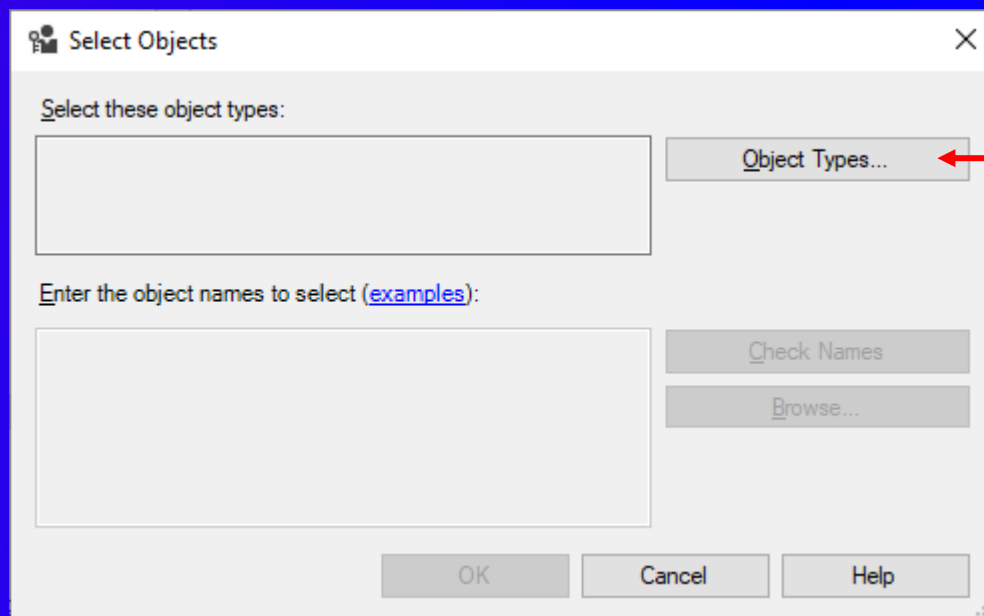 Select Objects
Select these object types:
Object Types...
Enter the object names to select (examples):
Check Names
Browse...
OK
Cancel
Help